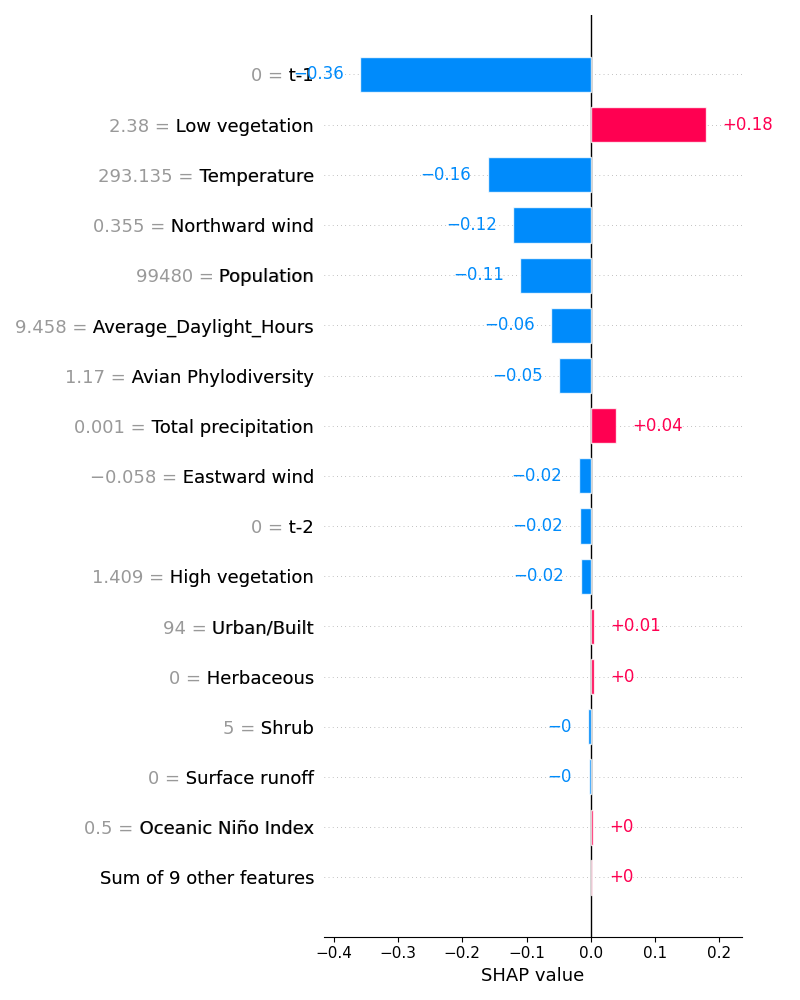 0 = t-1 −0.36
2.38 = Low vegetation +0.18
293.135 = Temperature −0.16
0.355 = Northward wind −0.12
99480 = Population −0.11
9.458 = Average_Daylight_Hours −0.06
1.17 = Avian Phylodiversity −0.05
0.001 = Total precipitation +0.04
−0.058 = Eastward wind −0.02
0 = t-2 −0.02
1.409 = High vegetation −0.02
94 = Urban/Built +0.01
0 = Herbaceous +0
5 = Shrub −0
0 = Surface runoff −0
0.5 = Oceanic Niño Index +0
Sum of 9 other features +0
−0.4 −0.3 −0.2 −0.1 0.0 0.1 0.2
SHAP value